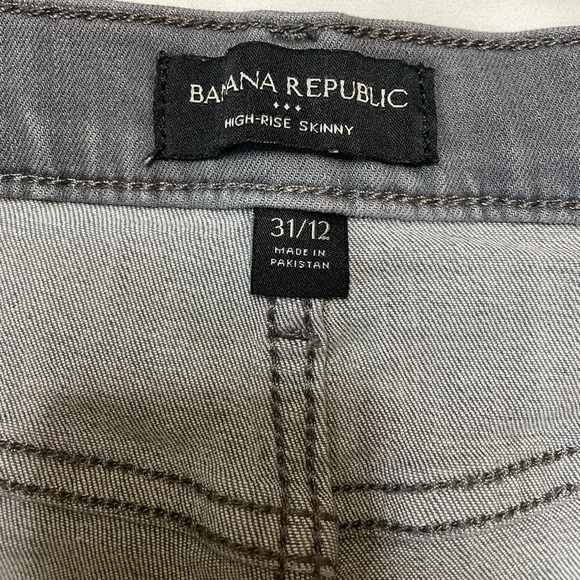 BANANA REPUBLIC
HIGH-RISE SKINNY
31/12
MADE IN
PAKISTAN